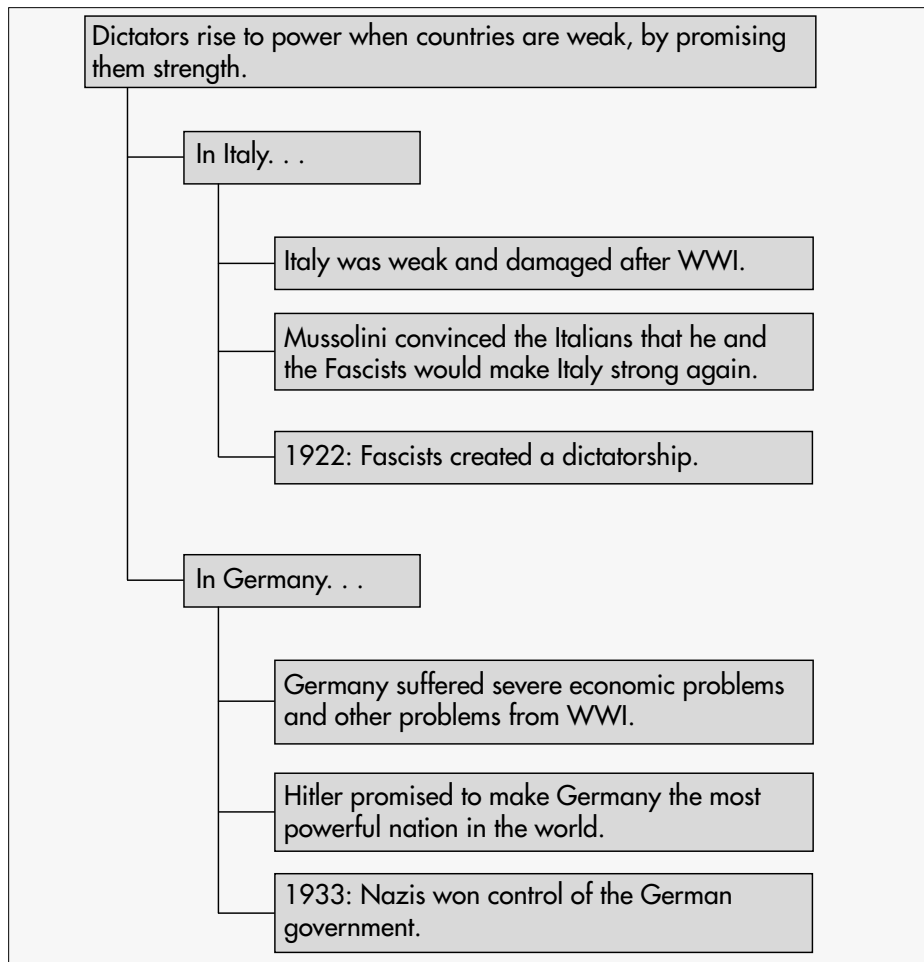 Dictators rise to power when countries are weak, by promising
them strength.
In Italy. . .
Italy was weak and damaged after WWI.
Mussolini convinced the Italians that he and
the Fascists would make Italy strong again.
1922: Fascists created a dictatorship.
In Germany. . .
Germany suffered severe economic problems
and other problems from WWI.
Hitler promised to make Germany the most
powerful nation in the world.
1933: Nazis won control of the German
government.